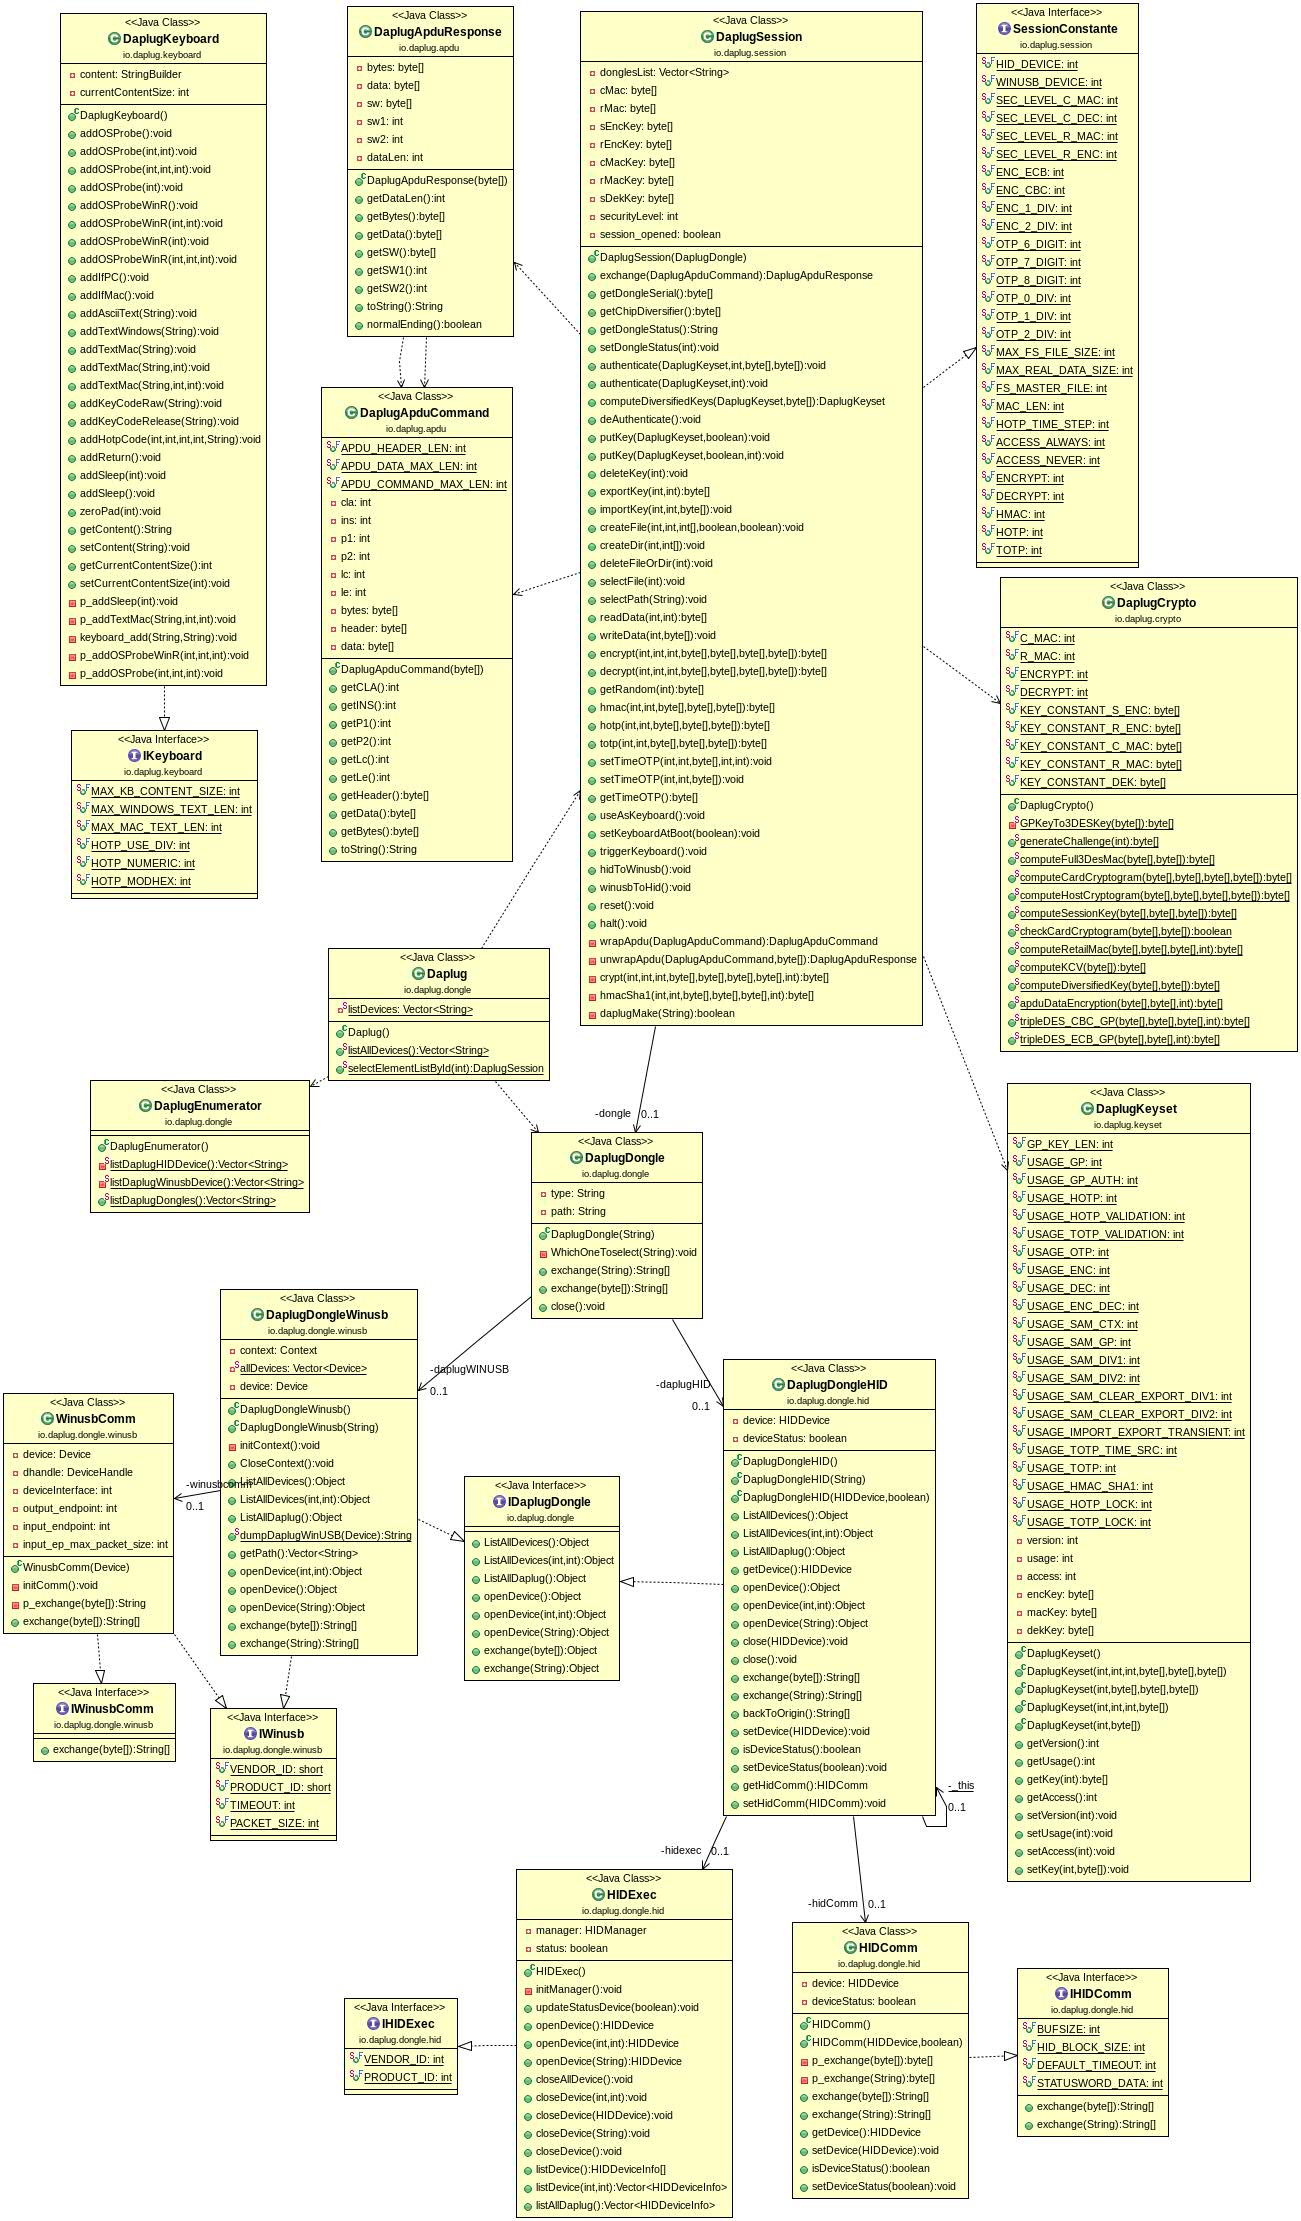 <<Java Class>>
DaplugKeyboard
io.daplug.keyboard
content: StringBuilder
currentContentSize: int
DaplugKeyboard()
addOSProbe():void
addOSProbe(int,int):void
addOSProbe(int,int,int):void
addOSProbe(int):void
addOSProbeWinR():void
addOSProbeWinR(int,int):void
addOSProbeWinR(int):void
addOSProbeWinR(int,int,int):void
addIfPC():void
addIfMac():void
addAsciiText(String):void
addTextWindows(String):void
addTextMac(String):void
addTextMac(String,int):void
addTextMac(String,int,int):void
addKeyCodeRaw(String):void
addKeyCodeRelease(String):void
addHotpCode(int,int,int,int,String):void
addReturn():void
addSleep(int):void
addSleep():void
zeroPad(int):void
getContent():String
setContent(String):void
getCurrentContentSize():int
setCurrentContentSize(int):void
p_addSleep(int):void
p_addTextMac(String,int,int):void
keyboard_add(String,String):void
p_addOSProbeWinR(int,int,int):void
p_addOSProbe(int,int,int):void
<<Java Interface>>
IKeyboard
io.daplug.keyboard
MAX_KB_CONTENT_SIZE: int
MAX_WINDOWS_TEXT_LEN: int
MAX_MAC_TEXT_LEN: int
HOTP_USE_DIV: int
HOTP_NUMERIC: int
HOTP_MODHEX: int
<<Java Class>>
DaplugApduResponse
io.daplug.apdu
bytes: byte[]
data: byte[]
sw: byte[]
sw1: int
sw2: int
dataLen: int
DaplugApduResponse(byte[])
getDataLen():int
getBytes():byte[]
getData():byte[]
getSW():byte[]
getSW1():int
getSW2():int
toString():String
normalEnding():boolean
<<Java Class>>
DaplugApduCommand
io.daplug.apdu
APDU_HEADER_LEN: int
APDU_DATA_MAX_LEN: int
APDU_COMMAND_MAX_LEN: int
cla: int
ins: int
p1: int
p2: int
lc: int
le: int
bytes: byte[]
header: byte[]
data: byte[]
DaplugApduCommand(byte[])
getCLA():int
getINS():int
getP1():int
getP2():int
getLc():int
getLe():int
getHeader():byte[]
getData():byte[]
getBytes():byte[]
toString():String
<<Java Class>>
DaplugSession
io.daplug.session
donglesList: Vector<String>
cMac: byte[]
rMac: byte[]
sEncKey: byte[]
rEncKey: byte[]
cMacKey: byte[]
rMacKey: byte[]
sDekKey: byte[]
securityLevel: int
session_opened: boolean
DaplugSession(DaplugDongle)
exchange(DaplugApduCommand):DaplugApduResponse
getDongleSerial():byte[]
getChipDiversifier():byte[]
getDongleStatus():String
setDongleStatus(int):void
authenticate(DaplugKeyset,int,byte[],byte[]):void
authenticate(DaplugKeyset,int):void
computeDiversifiedKeys(DaplugKeyset,byte[]):DaplugKeyset
deAuthenticate():void
putKey(DaplugKeyset,boolean):void
putKey(DaplugKeyset,boolean,int):void
deleteKey(int):void
exportKey(int,int):byte[]
importKey(int,int,byte[]):void
createFile(int,int,int[],boolean,boolean):void
createDir(int,int[]):void
deleteFileOrDir(int):void
selectFile(int):void
selectPath(String):void
readData(int,int):byte[]
writeData(int,byte[]):void
encrypt(int,int,int,byte[],byte[],byte[],byte[]):byte[]
decrypt(int,int,int,byte[],byte[],byte[],byte[]):byte[]
getRandom(int):byte[]
hmac(int,int,byte[],byte[],byte[]):byte[]
hotp(int,int,byte[],byte[],byte[]):byte[]
totp(int,int,byte[],byte[],byte[]):byte[]
setTimeOTP(int,int,byte[],int,int):void
setTimeOTP(int,int,byte[]):void
getTimeOTP():byte[]
useAsKeyboard():void
setKeyboardAtBoot(boolean):void
triggerKeyboard():void
hidToWinusb():void
winusbToHid():void
reset():void
halt():void
wrapApdu(DaplugApduCommand):DaplugApduCommand
unwrapApdu(DaplugApduCommand,byte[]):DaplugApduResponse
crypt(int,int,int,byte[],byte[],byte[],byte[],int):byte[]
hmacSha1(int,int,byte[],byte[],byte[],int):byte[]
daplugMake(String):boolean
<<Java Interface>>
SessionConstante
io.daplug.session
HID_DEVICE: int
WINUSB_DEVICE: int
SEC_LEVEL_C_MAC: int
SEC_LEVEL_C_DEC: int
SEC_LEVEL_R_MAC: int
SEC_LEVEL_R_ENC: int
ENC_ECB: int
ENC_CBC: int
ENC_1_DIV: int
ENC_2_DIV: int
OTP_6_DIGIT: int
OTP_7_DIGIT: int
OTP_8_DIGIT: int
OTP_0_DIV: int
OTP_1_DIV: int
OTP_2_DIV: int
MAX_FS_FILE_SIZE: int
MAX_REAL_DATA_SIZE: int
FS_MASTER_FILE: int
MAC_LEN: int
HOTP_TIME_STEP: int
ACCESS_ALWAYS: int
ACCESS_NEVER: int
ENCRYPT: int
DECRYPT: int
HMAC: int
HOTP: int
TOTP: int
<<Java Class>>
DaplugCrypto
io.daplug.crypto
C_MAC: int
R_MAC: int
ENCRYPT: int
DECRYPT: int
KEY_CONSTANT_S_ENC: byte[]
KEY_CONSTANT_R_ENC: byte[]
KEY_CONSTANT_C_MAC: byte[]
KEY_CONSTANT_R_MAC: byte[]
KEY_CONSTANT_DEK: byte[]
DaplugCrypto()
GPKeyTo3DESKey(byte[]):byte[]
generateChallenge(int):byte[]
computeFull3DesMac(byte[],byte[]):byte[]
computeCardCryptogram(byte[],byte[],byte[],byte[]):byte[]
computeHostCryptogram(byte[],byte[],byte[],byte[]):byte[]
computeSessionKey(byte[],byte[],byte[]):byte[]
checkCardCryptogram(byte[],byte[]):boolean
computeRetailMac(byte[],byte[],byte[],int):byte[]
computeKCV(byte[]):byte[]
computeDiversifiedKey(byte[],byte[]):byte[]
apduDataEncryption(byte[],byte[],int):byte[]
tripleDES_CBC_GP(byte[],byte[],byte[],int):byte[]
tripleDES_ECB_GP(byte[],byte[],int):byte[]
<<Java Class>>
Daplug
io.daplug.dongle
listDevices: Vector<String>
Daplug()
listAllDevices():Vector<String>
selectElementListById(int):DaplugSession
<<Java Class>>
DaplugEnumerator
io.daplug.dongle
DaplugEnumerator()
listDaplugHIDDevice():Vector<String>
listDaplugWinusbDevice():Vector<String>
listDaplugDongles():Vector<String>
-dongle
0..1
<<Java Class>>
DaplugDongle
io.daplug.dongle
type: String
path: String
DaplugDongle(String)
WhichOneToselect(String):void
exchange(String):String[]
exchange(byte[]):String[]
close():void
<<Java Class>>
DaplugKeyset
io.daplug.keyset
GP_KEY_LEN: int
USAGE_GP: int
USAGE_GP_AUTH: int
USAGE_HOTP: int
USAGE_HOTP_VALIDATION: int
USAGE_TOTP_VALIDATION: int
USAGE_OTP: int
USAGE_ENC: int
USAGE_DEC: int
USAGE_ENC_DEC: int
USAGE_SAM_CTX: int
USAGE_SAM_GP: int
USAGE_SAM_DIV1: int
USAGE_SAM_DIV2: int
USAGE_SAM_CLEAR_EXPORT_DIV1: int
USAGE_SAM_CLEAR_EXPORT_DIV2: int
USAGE_IMPORT_EXPORT_TRANSIENT: int
USAGE_TOTP_TIME_SRC: int
USAGE_TOTP: int
USAGE_HMAC_SHA1: int
USAGE_HOTP_LOCK: int
USAGE_TOTP_LOCK: int
version: int
usage: int
access: int
encKey: byte[]
macKey: byte[]
dekKey: byte[]
DaplugKeyset()
DaplugKeyset(int,int,int,byte[],byte[],byte[])
DaplugKeyset(int,byte[],byte[],byte[])
DaplugKeyset(int,int,int,byte[])
DaplugKeyset(int,byte[])
getVersion():int
getUsage():int
getKey(int):byte[]
getAccess():int
setVersion(int):void
setUsage(int):void
setAccess(int):void
setKey(int,byte[]):void
<<Java Class>>
DaplugDongleWinusb
io.daplug.dongle.winusb
context: Context
allDevices: Vector<Device>
device: Device
DaplugDongleWinusb()
DaplugDongleWinusb(String)
initContext():void
CloseContext():void
ListAllDevices():Object
ListAllDevices(int,int):Object
ListAllDaplug():Object
dumpDaplugWinUSB(Device):String
getPath():Vector<String>
openDevice(int,int):Object
openDevice():Object
openDevice(String):Object
exchange(byte[]):String[]
exchange(String):String[]
-daplugWINUSB
0..1
-daplugHID
0..1
<<Java Class>>
WinusbComm
io.daplug.dongle.winusb
device: Device
dhandle: DeviceHandle
deviceInterface: int
output_endpoint: int
input_endpoint: int
input_ep_max_packet_size: int
WinusbComm(Device)
initComm():void
p_exchange(byte[]):String
exchange(byte[]):String[]
-winusbcomm
0..1
<<Java Interface>>
IWinusbComm
io.daplug.dongle.winusb
exchange(byte[]):String[]
<<Java Interface>>
IWinusb
io.daplug.dongle.winusb
VENDOR_ID: short
PRODUCT_ID: short
TIMEOUT: int
PACKET_SIZE: int
<<Java Interface>>
IDaplugDongle
io.daplug.dongle
ListAllDevices():Object
ListAllDevices(int,int):Object
ListAllDaplug():Object
openDevice():Object
openDevice(int,int):Object
openDevice(String):Object
exchange(byte[]):Object
exchange(String):Object
<<Java Class>>
DaplugDongleHID
io.daplug.dongle.hid
device: HIDDevice
deviceStatus: boolean
DaplugDongleHID()
DaplugDongleHID(String)
DaplugDongleHID(HIDDevice,boolean)
ListAllDevices():Object
ListAllDevices(int,int):Object
ListAllDaplug():Object
getDevice():HIDDevice
openDevice():Object
openDevice(int,int):Object
openDevice(String):Object
close(HIDDevice):void
close():void
exchange(byte[]):String[]
exchange(String):String[]
backToOrigin():String[]
setDevice(HIDDevice):void
isDeviceStatus():boolean
setDeviceStatus(boolean):void
getHidComm():HIDComm
setHidComm(HIDComm):void
-_this
0..1
-hidexec
0..1
-hidComm
0..1
<<Java Class>>
HIDExec
io.daplug.dongle.hid
manager: HIDManager
status: boolean
HIDExec()
initManager():void
updateStatusDevice(boolean):void
openDevice():HIDDevice
openDevice(int,int):HIDDevice
openDevice(String):HIDDevice
closeAllDevice():void
closeDevice(int,int):void
closeDevice(HIDDevice):void
closeDevice(String):void
closeDevice():void
listDevice():HIDDeviceInfo[]
listDevice(int,int):Vector<HIDDeviceInfo>
listAllDaplug():Vector<HIDDeviceInfo>
<<Java Interface>>
IHIDExec
io.daplug.dongle.hid
VENDOR_ID: int
PRODUCT_ID: int
<<Java Class>>
HIDComm
io.daplug.dongle.hid
device: HIDDevice
deviceStatus: boolean
HIDComm()
HIDComm(HIDDevice,boolean)
p_exchange(byte[]):byte[]
p_exchange(String):byte[]
exchange(byte[]):String[]
exchange(String):String[]
getDevice():HIDDevice
setDevice(HIDDevice):void
isDeviceStatus():boolean
setDeviceStatus(boolean):void
<<Java Interface>>
IHIDComm
io.daplug.dongle.hid
BUFSIZE: int
HID_BLOCK_SIZE: int
DEFAULT_TIMEOUT: int
STATUSWORD_DATA: int
exchange(byte[]):String[]
exchange(String):String[]